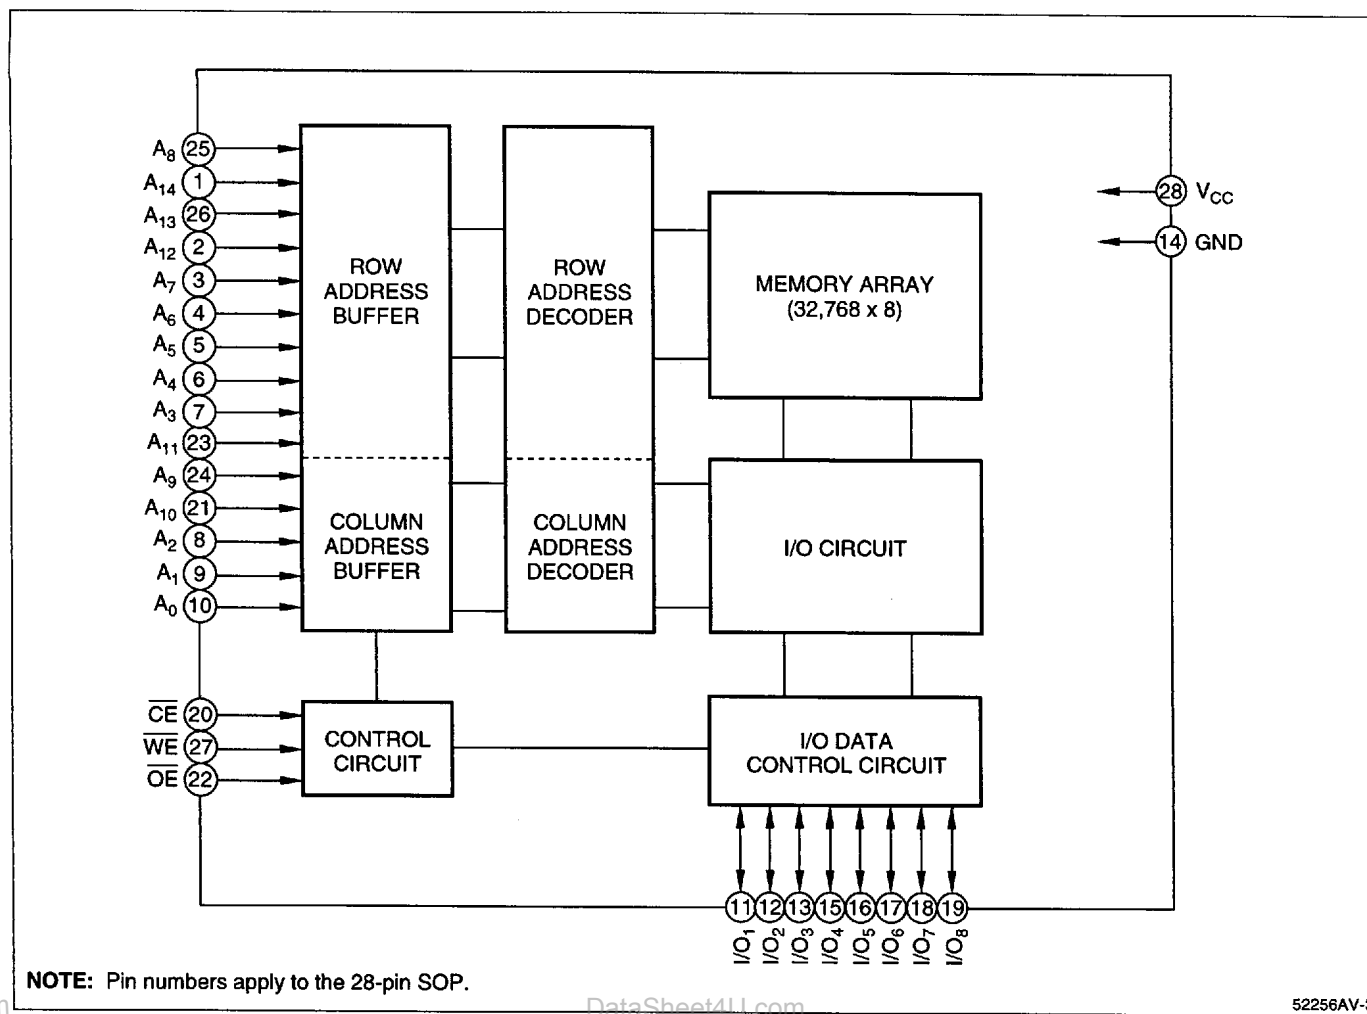 A8 25
A14 1
A13 26
A12 2
A7 3
A6 4
A5 5
A4 6
A3 7
A11 23
A9 24
A10 21
A2 8
A1 9
A0 10
CE 20
WE 27
OE 22
ROW
ADDRESS
BUFFER
COLUMN
ADDRESS
BUFFER
CONTROL
CIRCUIT
ROW
ADDRESS
DECODER
COLUMN
ADDRESS
DECODER
MEMORY ARRAY
(32,768 x 8)
I/O CIRCUIT
I/O DATA
CONTROL CIRCUIT
28 VCC
14 GND
11 12 13 15 16 17 18 19
I/O1 I/O2 I/O3 I/O4 I/O5 I/O6 I/O7 I/O8
NOTE: Pin numbers apply to the 28-pin SOP.
DataSheet4U.com